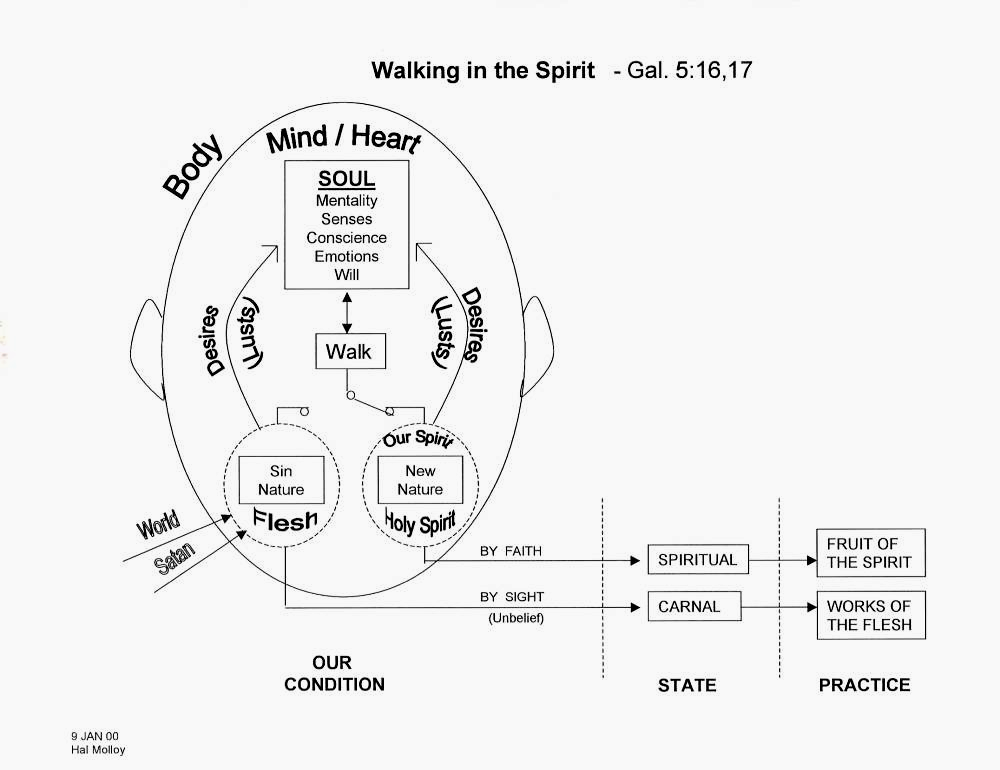 Walking in the Spirit - Gal. 5:16,17
Body
Mind / Heart
SOUL
Mentality
Senses
Conscience
Emotions
Will
Desires
(Lusts)
(Lusts)
Desires
Walk
Our Spirit
Sin
Nature
New
Nature
Flesh
Holy Spirit
World
Satan
BY FAITH
SPIRITUAL
FRUIT OF
THE SPIRIT
BY SIGHT
(Unbelief)
CARNAL
WORKS OF
THE FLESH
OUR
CONDITION
STATE
PRACTICE
9 JAN 00
Hal Molloy